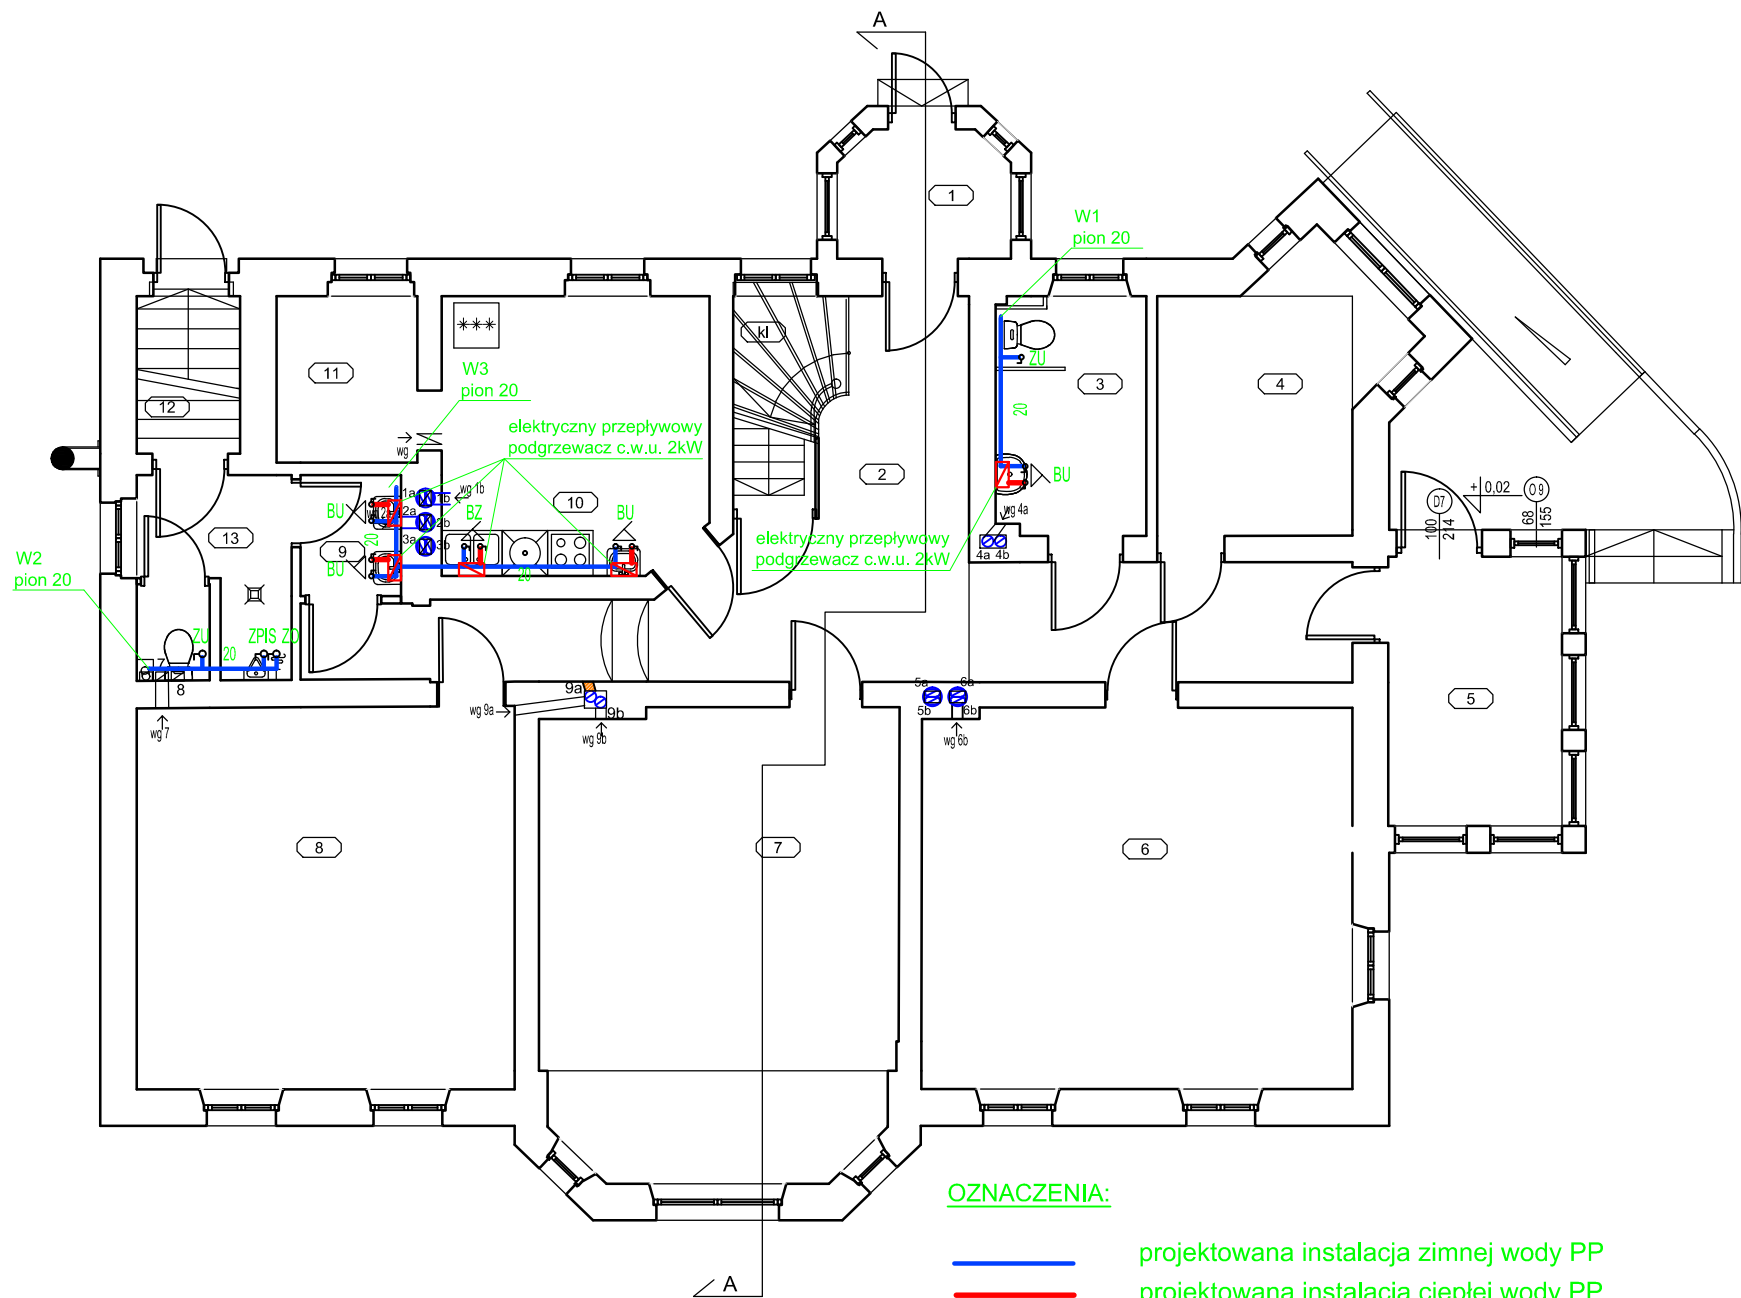 A
1
W1
pion 20
kl
ZU
3
4
20
BU
wg 4a
4a 4b
2
elektryczny przepływowy
podgrzewacz c.w.u. 2kW
+ 0,02
D7
O 9
100
214
68
155
5
11
12
W3
pion 20
elektryczny przepływowy
podgrzewacz c.w.u. 2kW
wg
1a
1b
wg 1b
2a
2b
3a
3b
10
BZ
BU
20
BU
BU
20
9
13
W2
pion 20
ZU
20
ZPIS ZO
7
8
wg 7
9a
9b
wg 9a
wg 9b
5a
5b
6a
6b
wg 6b
8
7
6
A
OZNACZENIA:
projektowana instalacja zimnej wody PP
projektowana instalacja ciepłej wody PP